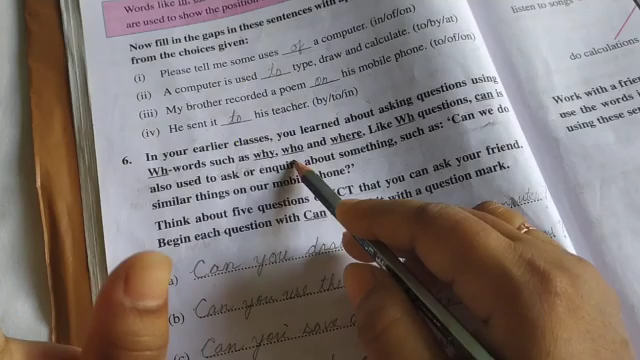 Words like in,
are used to show the position
Now fill in the gaps in these sentences with
from the choices given:
(i) Please tell me some uses of a computer. (in/of/on)
(ii) A computer is used to type, draw and calculate. (to/by/at)
(iii) My brother recorded a poem on his mobile phone. (to/of/on)
(iv) He sent it to his teacher. (by/to/in)
6. In your earlier classes, you learned about asking questions using
Wh-words such as why, who and where. Like Wh questions, can is
also used to ask or enquire about something, such as: 'Can we do
similar things on our mobile phone?'
Think about five questions ICT that you can ask your friend.
Begin each question with Can with a question mark.
a) Can you
(b) Can you use
(c) Can you save
listen to songs
do calculations
Work with a
use the words
using these